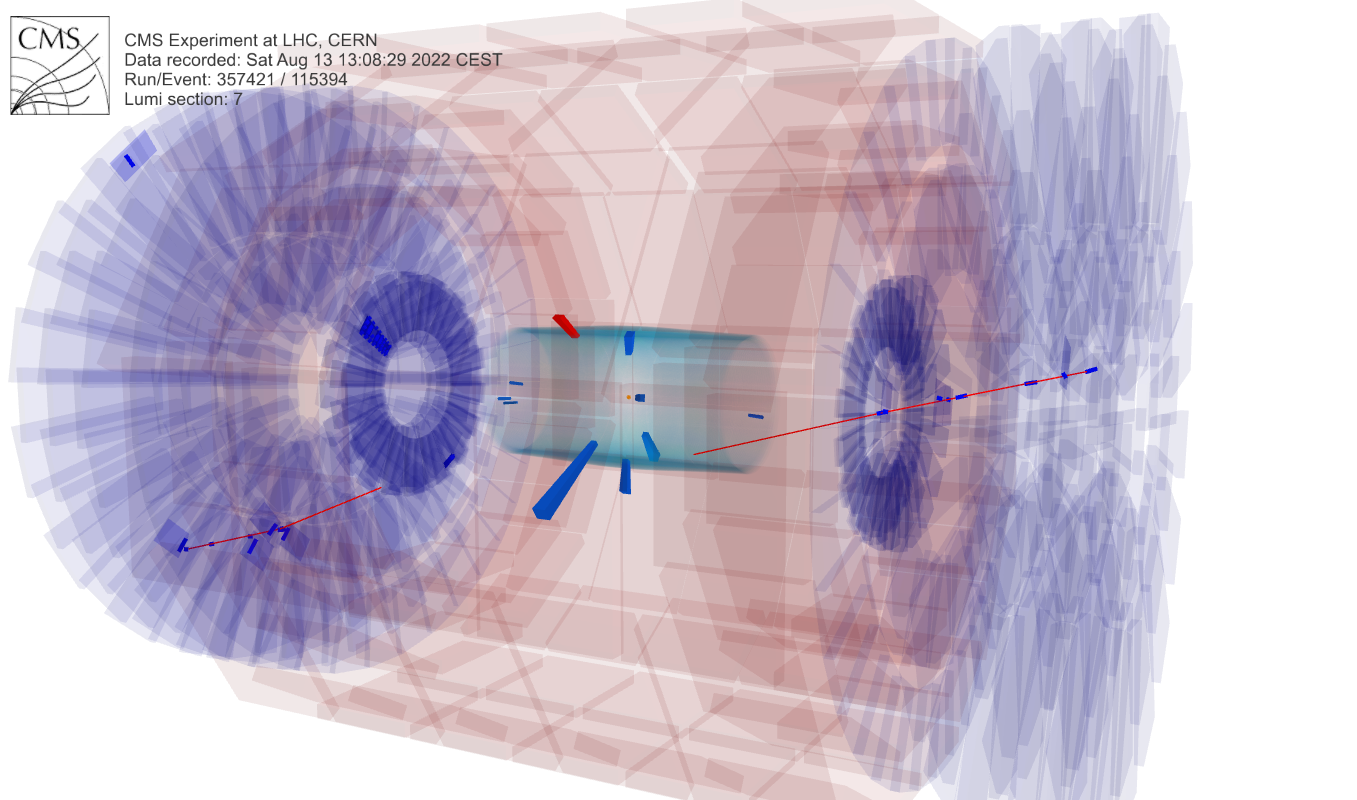 CMS
CMS Experiment at LHC, CERN
Data recorded: Sat Aug 13 13:08:29 2022 CEST
Run/Event: 357421 / 115394
Lumi section: 7